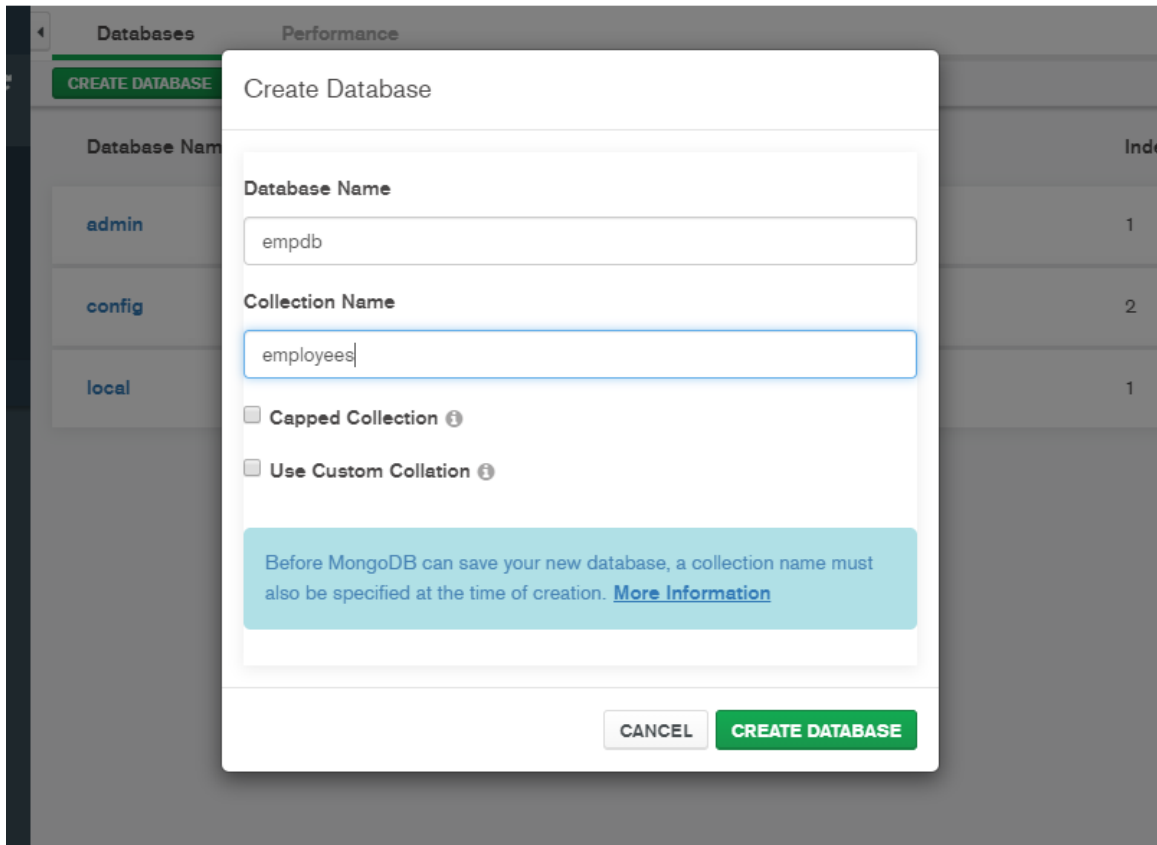 Databases Performance
CREATE DATABASE
Create Database
Database Nam
Inde
Database Name
admin
1
empdb
Collection Name
config
2
employees
local
1
Capped Collection
Use Custom Collation
Before MongoDB can save your new database, a collection name must
also be specified at the time of creation. More Information
CANCEL CREATE DATABASE